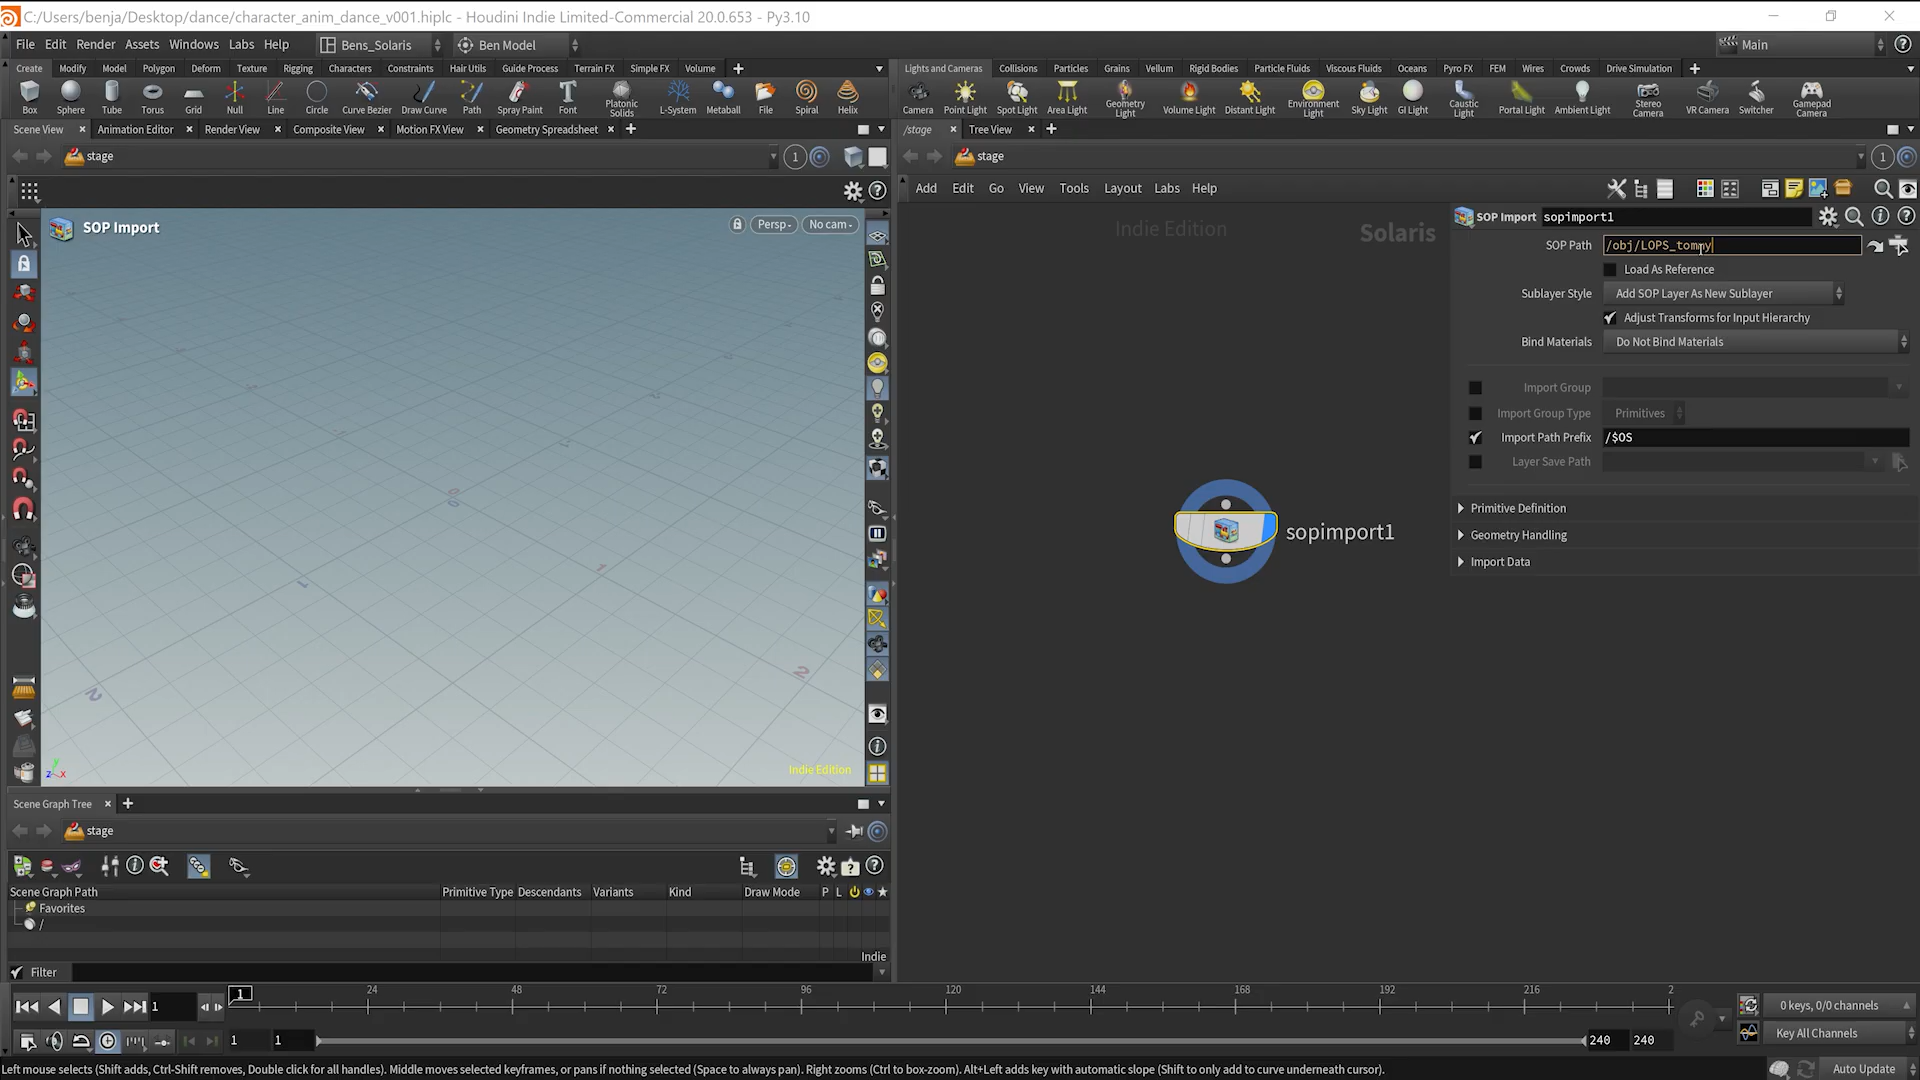 C:/Users/benja/Desktop/dance/character_anim_dance_v001.hiplc - Houdini Indie Limited-Commercial 20.0.653 - Py3.10
File Edit Render Assets Windows Labs Help Bens_Solaris Ben Model Main
Create Modify Model Polygon Deform Texture Rigging Characters Constraints Hair Utils Guide Process Terrain FX Simple FX Volume
Lights and Cameras Collisions Particles Grains Vellum Rigid Bodies Particle Fluids Viscous Fluids Oceans Pyro FX FEM Wires Crowds Drive Simulation
Box Sphere Tube Torus Grid Null Line Circle Curve Bezier Draw Curve Path Spray Paint Font Platonic Solids L-System Metaball File Spiral Helix
Camera Point Light Spot Light Area Light Geometry Light Volume Light Distant Light Environment Light Sky Light GI Light Caustic Light Portal Light Ambient Light Stereo Camera VR Camera Switcher Gamepad Camera
Scene View Animation Editor Render View Composite View Motion FX View Geometry Spreadsheet
/stage Tree View
stage 1
stage 1
Add Edit Go View Tools Layout Labs Help
SOP Import Persp No cam
Indie Edition Solaris
SOP Import sopimport1
SOP Path /obj/LOPS_tommy
Load As Reference
Sublayer Style Add SOP Layer As New Sublayer
Adjust Transforms for Input Hierarchy
Bind Materials Do Not Bind Materials
Import Group
Import Group Type Primitives
Import Path Prefix /$OS
Layer Save Path
Primitive Definition
Geometry Handling
Import Data
sopimport1
Indie Edition
Scene Graph Tree
stage
Scene Graph Path Primitive Type Descendants Variants Kind Draw Mode P L
Favorites
/
Indie
Filter
1 1 24 48 72 96 120 144 168 192 216 2
0 keys, 0/0 channels
1 1 240 240 Key All Channels
Left mouse selects (Shift adds, Ctrl-Shift removes, Double click for all handles). Middle moves selected keyframes, or pans if nothing selected (Space to always pan). Right zooms (Ctrl to box-zoom). Alt+Left adds key with automatic slope (Shift to only add to curve underneath cursor).
Auto Update